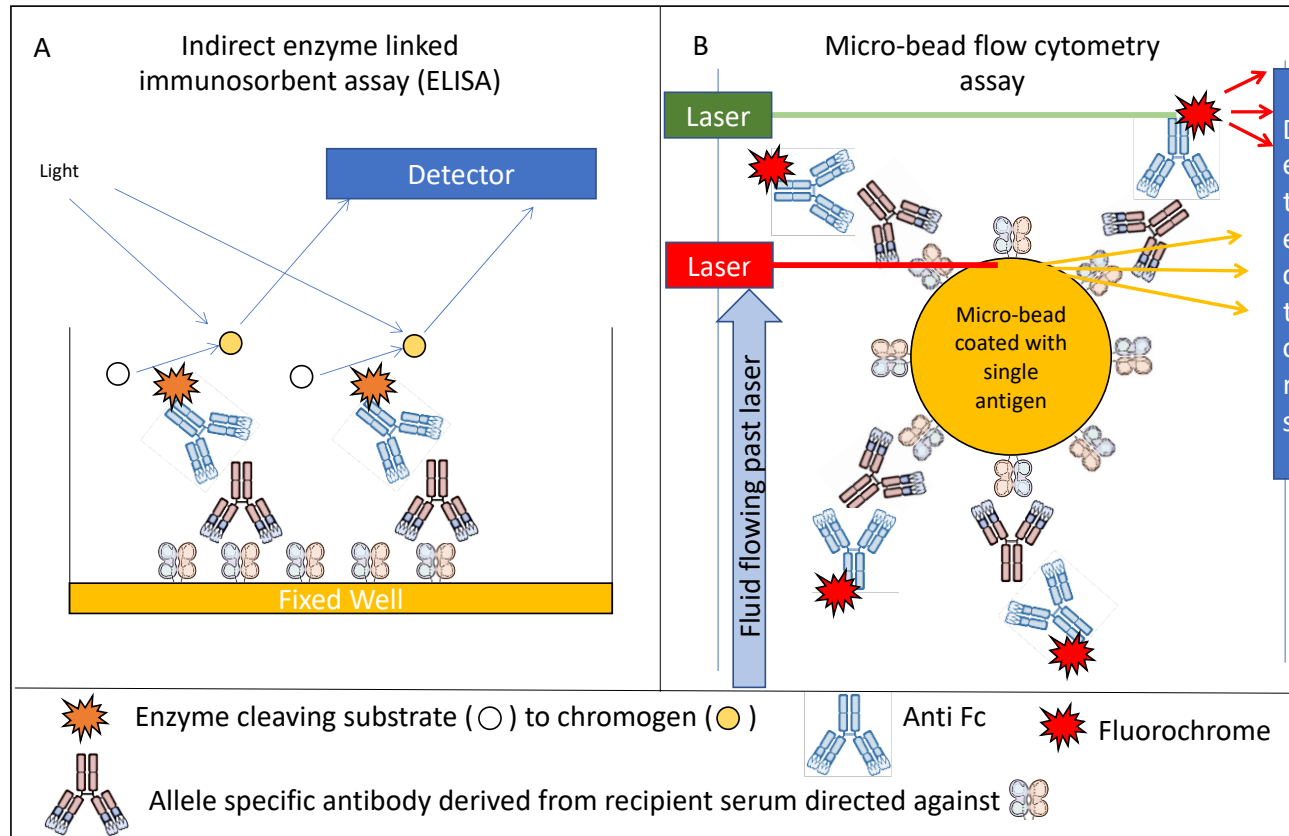 A
Indirect enzyme linked
immunosorbent assay (ELISA)
Light
Detector
Fixed Well
B
Micro-bead flow cytometry
assay
Laser
Laser
Fluid flowing past laser
Micro-bead
coated with
single
antigen
Detectors
Enzyme cleaving substrate ( ) to chromogen ( )
Anti Fc
Fluorochrome
Allele specific antibody derived from recipient serum directed against